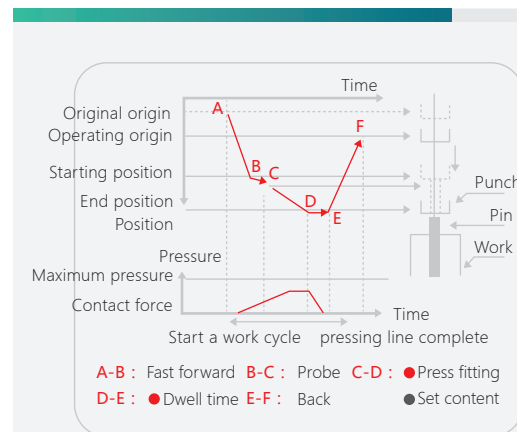 Time
Original origin
A
Operating origin
F
Starting position
B
C
Punch
End position
D
Position
E
Pin
Work
Pressure
Maximum pressure
Contact force
Time
Start a work cycle
pressing line complete
A-B : Fast forward B-C : Probe C-D : ●Press fitting
D-E : ●Dwell time E-F : Back ●Set content